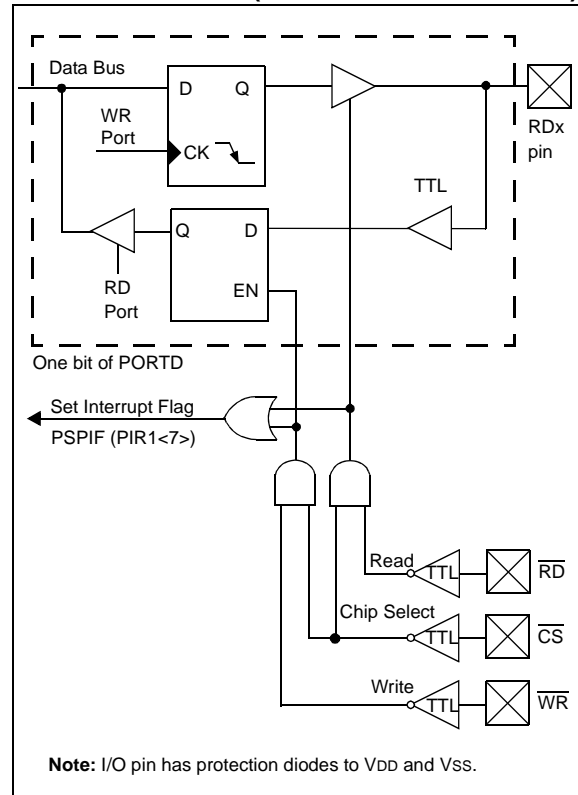 Data Bus
D Q
WR
Port
CK
RDx
pin
TTL
Q D
RD
Port
EN
One bit of PORTD
Set Interrupt Flag
PSPIF (PIR1<7>)
Read
TTL
RD
Chip Select
TTL
CS
Write
TTL
WR
Note: I/O pin has protection diodes to VDD and VSS.